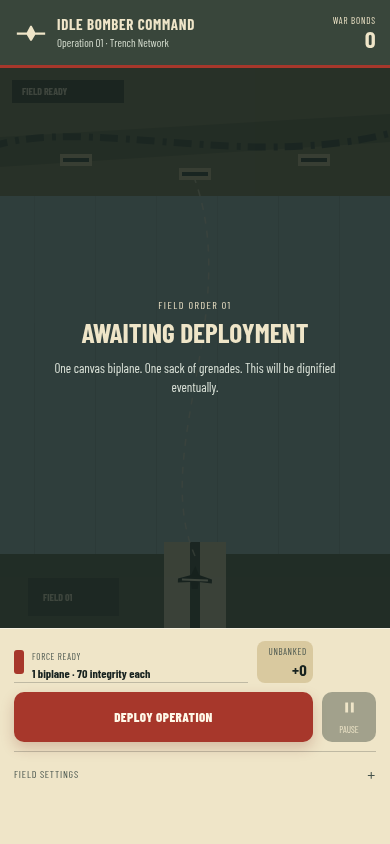 IDLE BOMBER COMMAND
Operation 01 · Trench Network
WAR BONDS
0
FIELD READY
FIELD ORDER 01
AWAITING DEPLOYMENT
One canvas biplane. One sack of grenades. This will be dignified
eventually.
FIELD 01
FORCE READY
1 biplane · 70 integrity each
UNBANKED
+0
DEPLOY OPERATION
PAUSE
FIELD SETTINGS
+